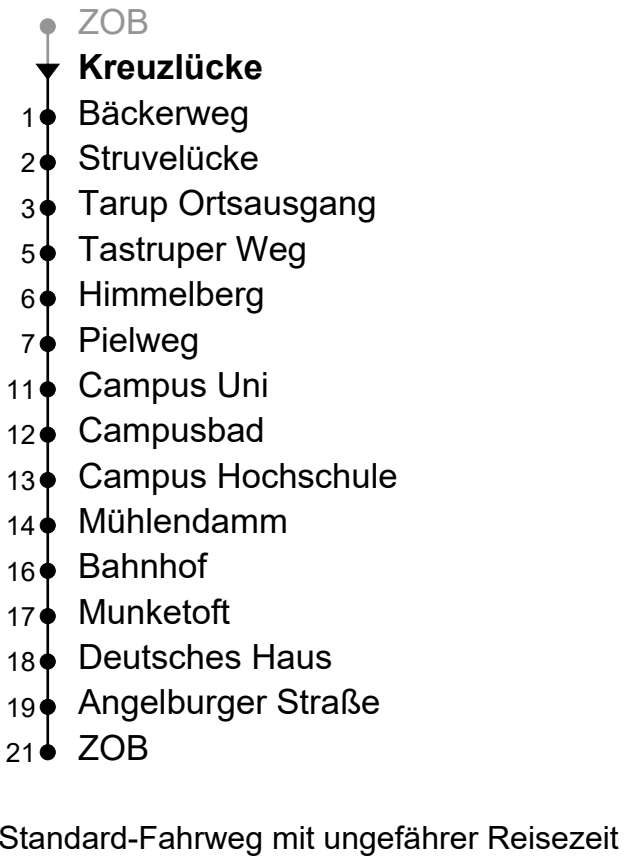 ZOB
Kreuzlücke
1 Bäckerweg
2 Struvelücke
3 Tarup Ortsausgang
5 Tastruper Weg
6 Himmelberg
7 Pielweg
11 Campus Uni
12 Campusbad
13 Campus Hochschule
14 Mühlendamm
16 Bahnhof
17 Munketoft
18 Deutsches Haus
19 Angelburger Straße
21 ZOB
Standard-Fahrweg mit ungefährer Reisezeit